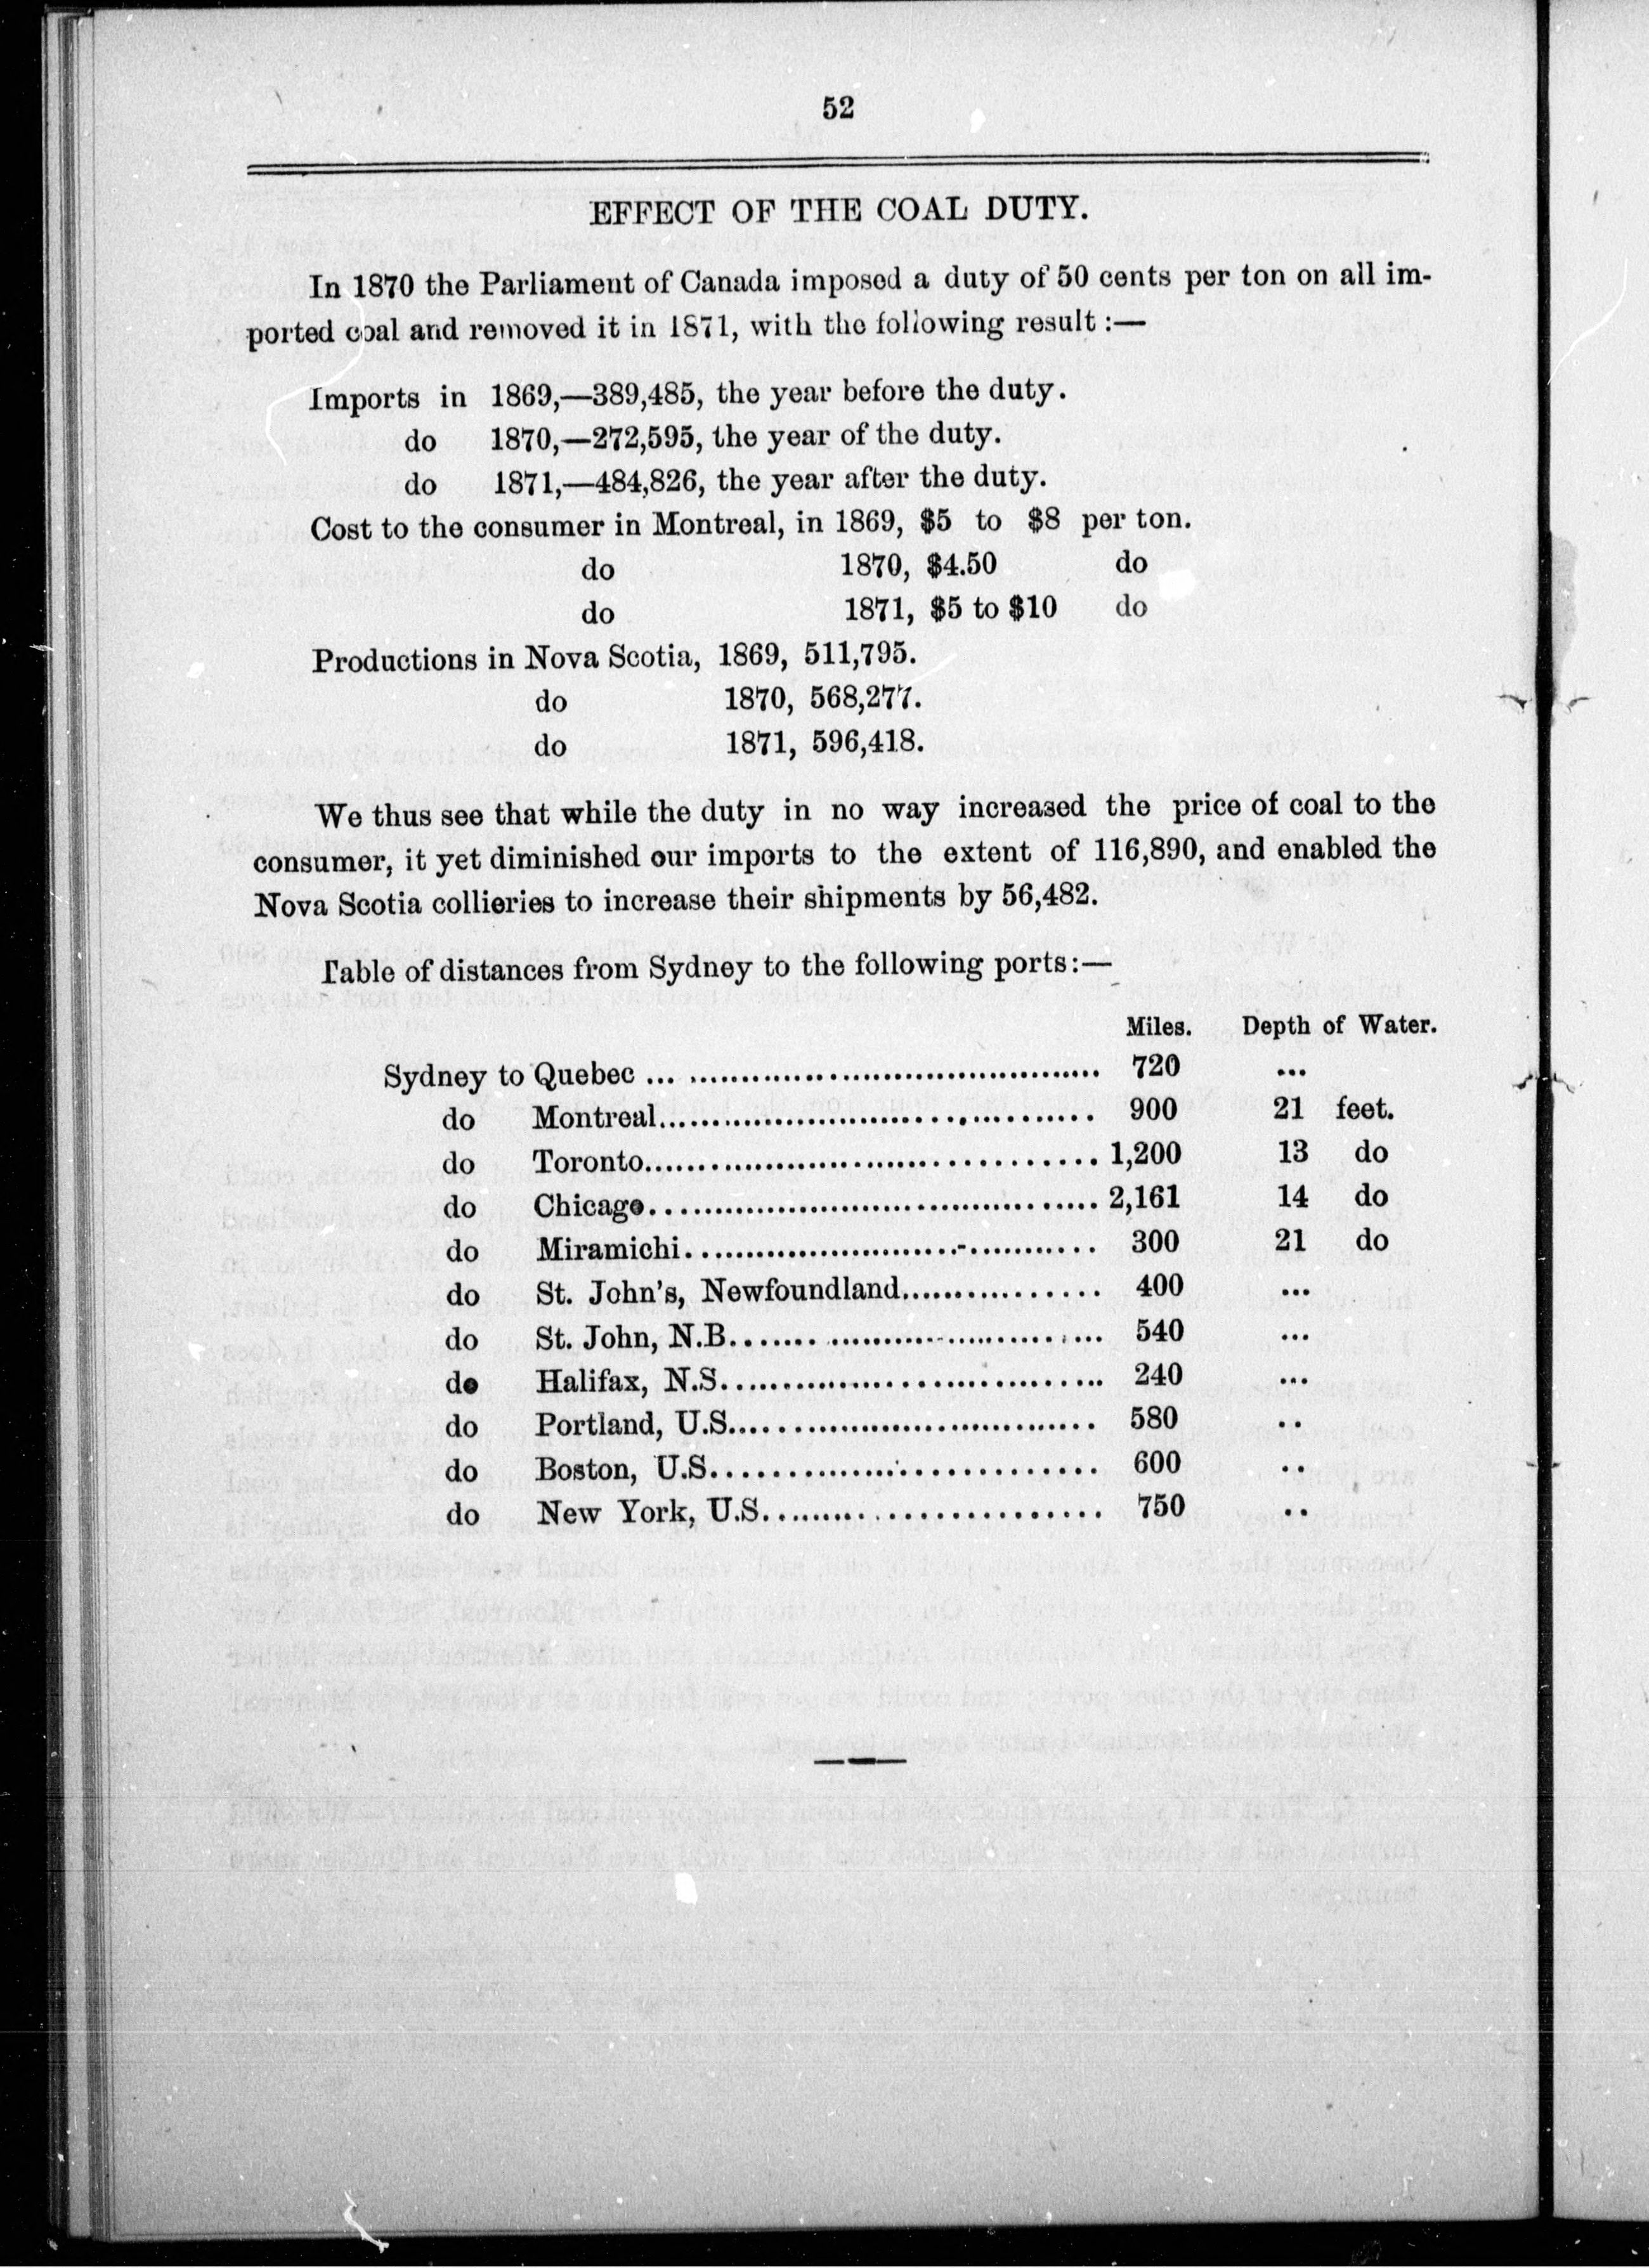 52
EFFECT OF THE COAL DUTY.
In 1870 the Parliament of Canada imposed a duty of 50 cents per ton on all im-
ported coal and removed it in 1871, with the following result :—
Imports in 1869,—389,485, the year before the duty.
do 1870,—272,595, the year of the duty.
do 1871,—484,826, the year after the duty.
Cost to the consumer in Montreal, in 1869, $5 to $8 per ton.
do 1870, $4.50 do
do 1871, $5 to $10 do
Productions in Nova Scotia, 1869, 511,795.
do 1870, 568,277.
do 1871, 596,418.
We thus see that while the duty in no way increased the price of coal to the
consumer, it yet diminished our imports to the extent of 116,890, and enabled the
Nova Scotia collieries to increase their shipments by 56,482.
Table of distances from Sydney to the following ports:—
Miles. Depth of Water.
Sydney to Quebec ... ........................................ 720 ...
do Montreal........................................ 900 21 feet.
do Toronto........................................ 1,200 13 do
do Chicago........................................ 2,161 14 do
do Miramichi........................................ 300 21 do
do St. John's, Newfoundland.................. 400 ...
do St. John, N.B.................................. 540 ...
do Halifax, N.S.................................. 240 ...
do Portland, U.S.................................. 580 ..
do Boston, U.S.................................. 600 ..
do New York, U.S.................................. 750 ..